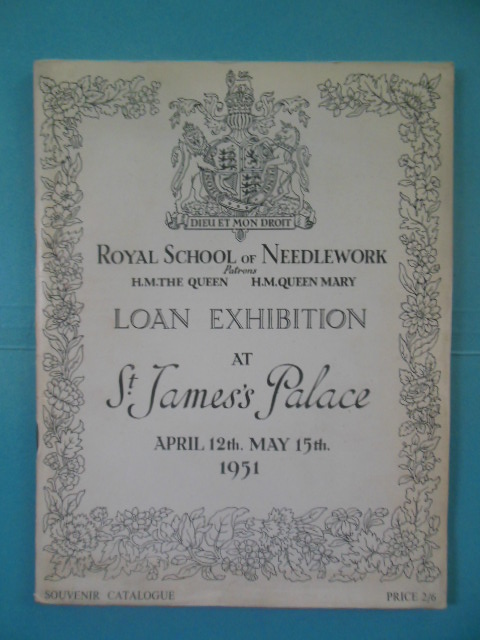 DIEU ET MON DROIT
ROYAL SCHOOL OF NEEDLEWORK
Patrons
H.M.THE QUEEN H.M.QUEEN MARY
LOAN EXHIBITION
AT
St. James's Palace
APRIL 12th. MAY 15th.
1951
SOUVENIR CATALOGUE PRICE 2/6